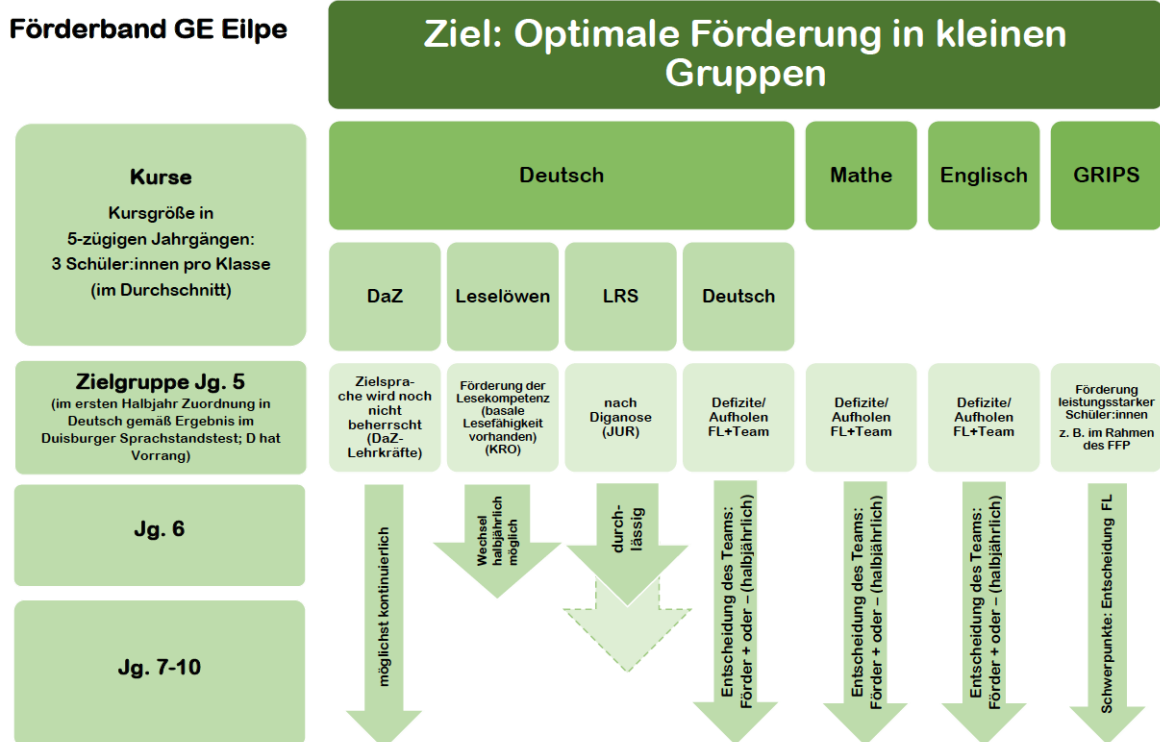 Förderband GE Eilpe
Ziel: Optimale Förderung in kleinen
Gruppen
Kurse
Kursgröße in
5-zügigen Jahrgängen:
3 Schüler:innen pro Klasse
(im Durchschnitt)
Deutsch
Mathe
Englisch
GRIPS
DaZ
Leselöwen
LRS
Deutsch
Zielgruppe Jg. 5
(im ersten Halbjahr Zuordnung in
Deutsch gemäß Ergebnis im
Duisburger Sprachstandstest; D hat
Vorrang)
Zielspra-
che wird noch
nicht
beherrscht
(DaZ-
Lehrkräfte)
Förderung der
Lesekompetenz
(basale
Lesefähigkeit
vorhanden)
(KRO)
nach
Diganose
(JUR)
Defizite/
Aufholen
FL+Team
Defizite/
Aufholen
FL+Team
Defizite/
Aufholen
FL+Team
Förderung
leistungsstarker
Schüler:innen
z. B. im Rahmen
des FFP
Jg. 6
Jg. 7-10
möglichst kontinuierlich
Wechsel
halbjährlich
möglich
durch-
lässig
Entscheidung des Teams:
Förder + oder – (halbjährlich)
Entscheidung des Teams:
Förder + oder – (halbjährlich)
Entscheidung des Teams:
Förder + oder – (halbjährlich)
Schwerpunkte: Entscheidung FL